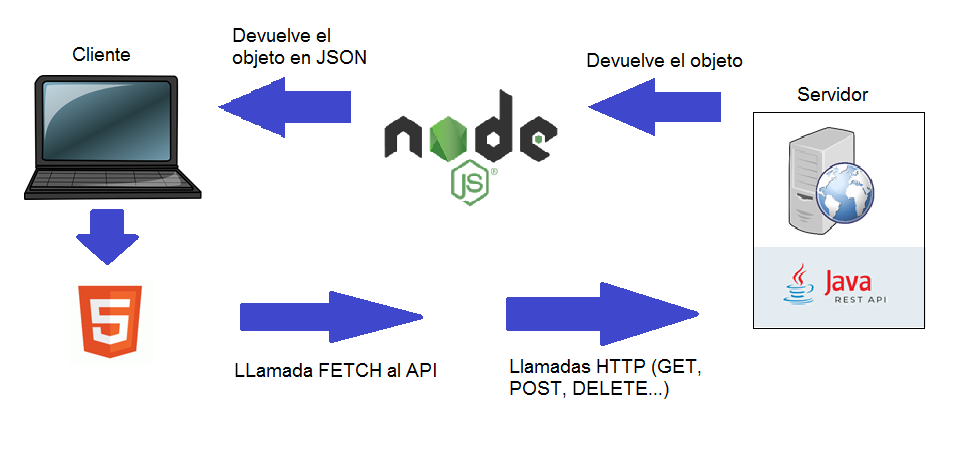 Cliente
Devuelve el
objeto en JSON
Devuelve el objeto
Servidor
node
JS®
5
Java
REST API
LLamada FETCH al API
Llamadas HTTP (GET,
POST, DELETE...)